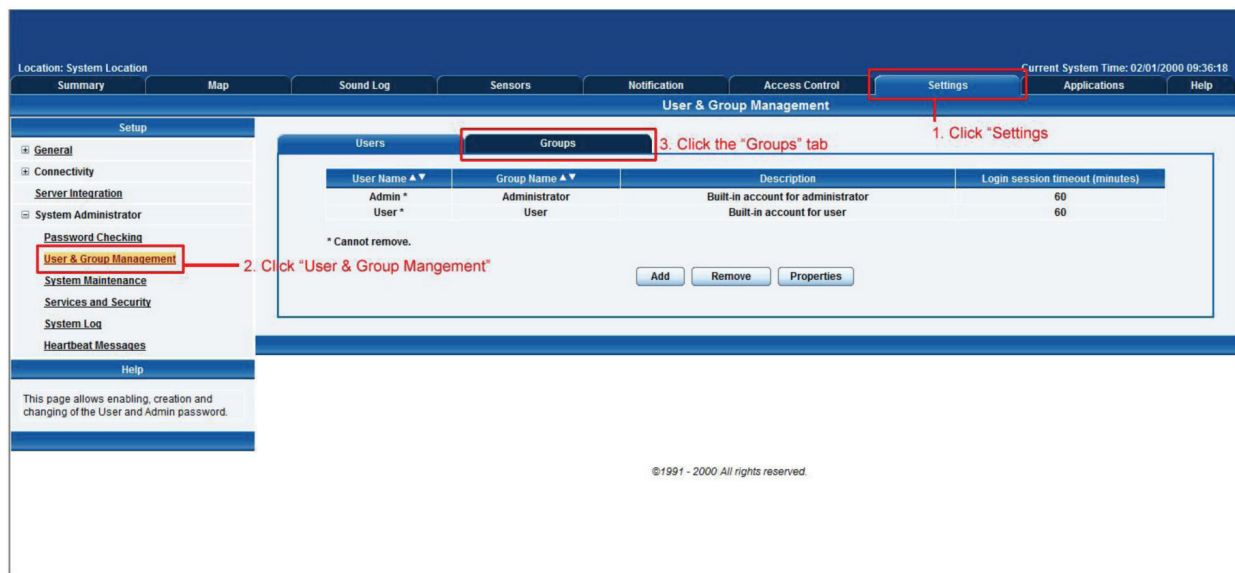 Location: System Location
Current System Time: 02/01/2000 09:36:18
Summary Map Sound Log Sensors Notification Access Control Settings Applications Help
User & Group Management
1. Click “Settings
Setup
General
Connectivity
Server Integration
System Administrator
Password Checking
User & Group Management
System Maintenance
Services and Security
System Log
Heartbeat Messages
2. Click “User & Group Mangement”
Help
This page allows enabling, creation and
changing of the User and Admin password.
Users Groups
3. Click the “Groups” tab
User Name ▲▼ Group Name ▲▼ Description Login session timeout (minutes)
Admin * Administrator Built-in account for administrator 60
User * User Built-in account for user 60
* Cannot remove.
Add Remove Properties
©1991 - 2000 All rights reserved.